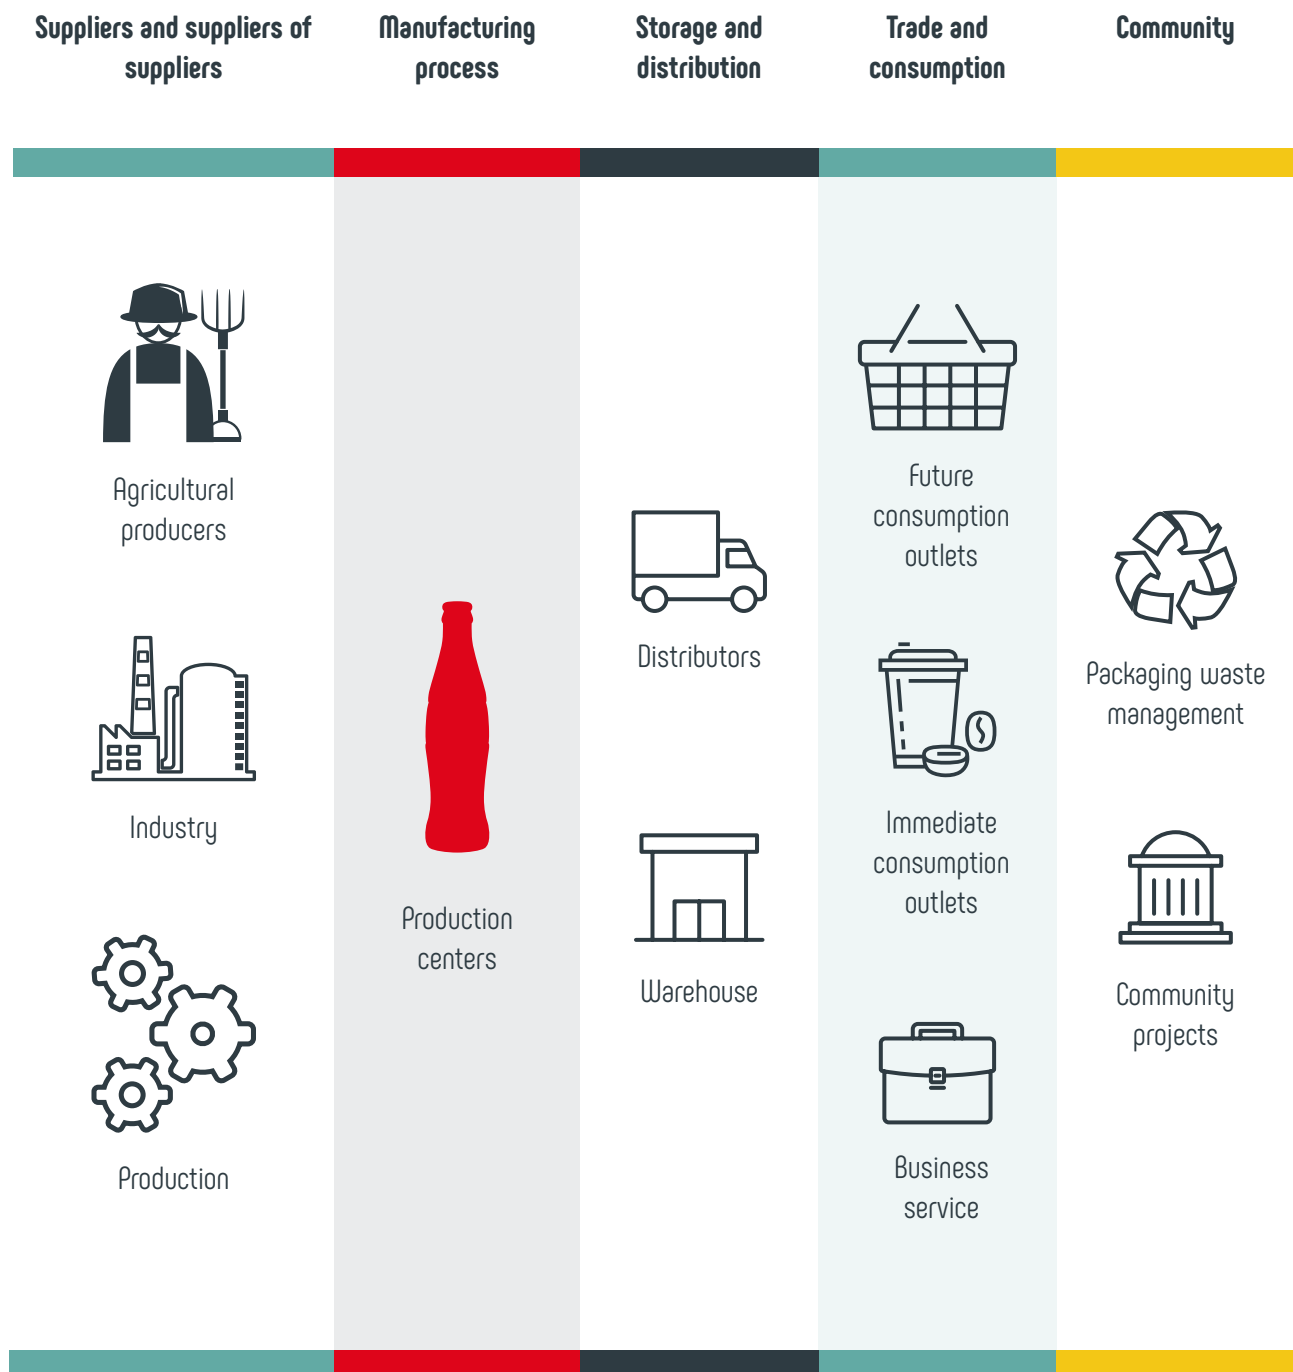 Suppliers and suppliers of
suppliers
Manufacturing
process
Storage and
distribution
Trade and
consumption
Community
Agricultural
producers
Industry
Production
Production
centers
Distributors
Warehouse
Future
consumption
outlets
Immediate
consumption
outlets
Business
service
Packaging waste
management
Community
projects